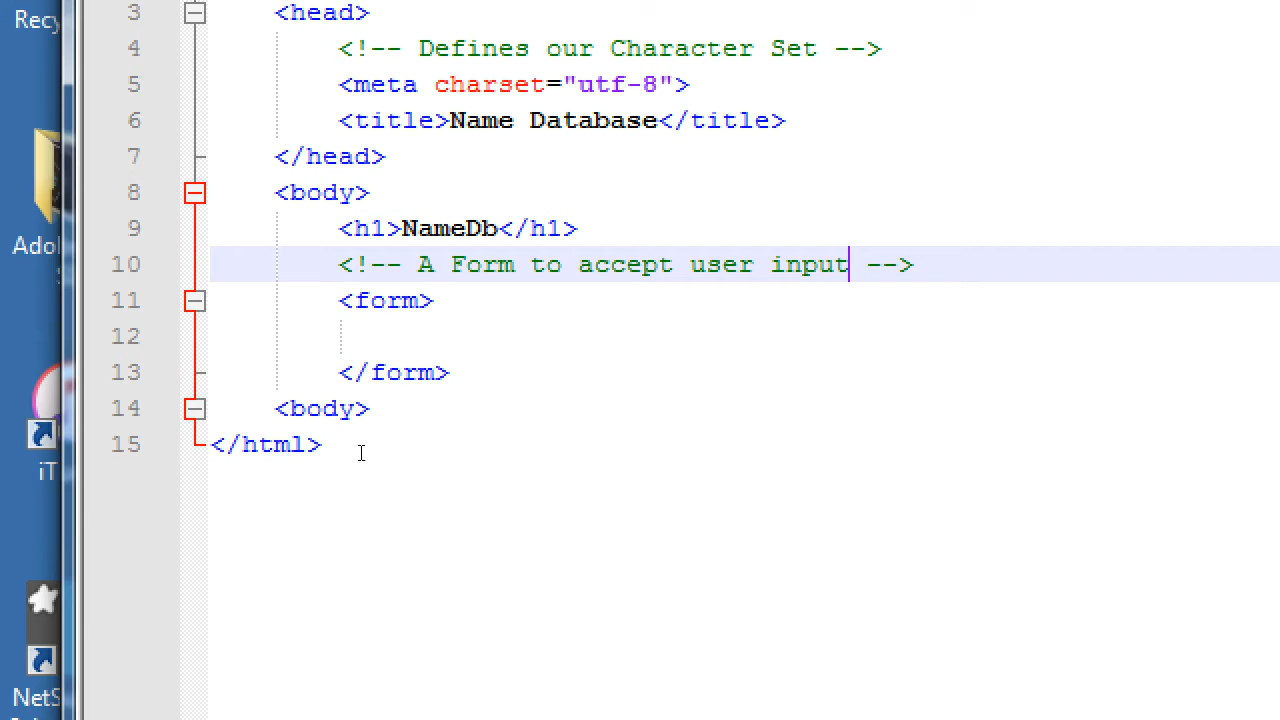 Recy
Adol
iT
NetS
3 <head>
4 <!-- Defines our Character Set -->
5 <meta charset="utf-8">
6 <title>Name Database</title>
7 </head>
8 <body>
9 <h1>NameDb</h1>
10 <!-- A Form to accept user input -->
11 <form>
12
13 </form>
14 <body>
15 </html>